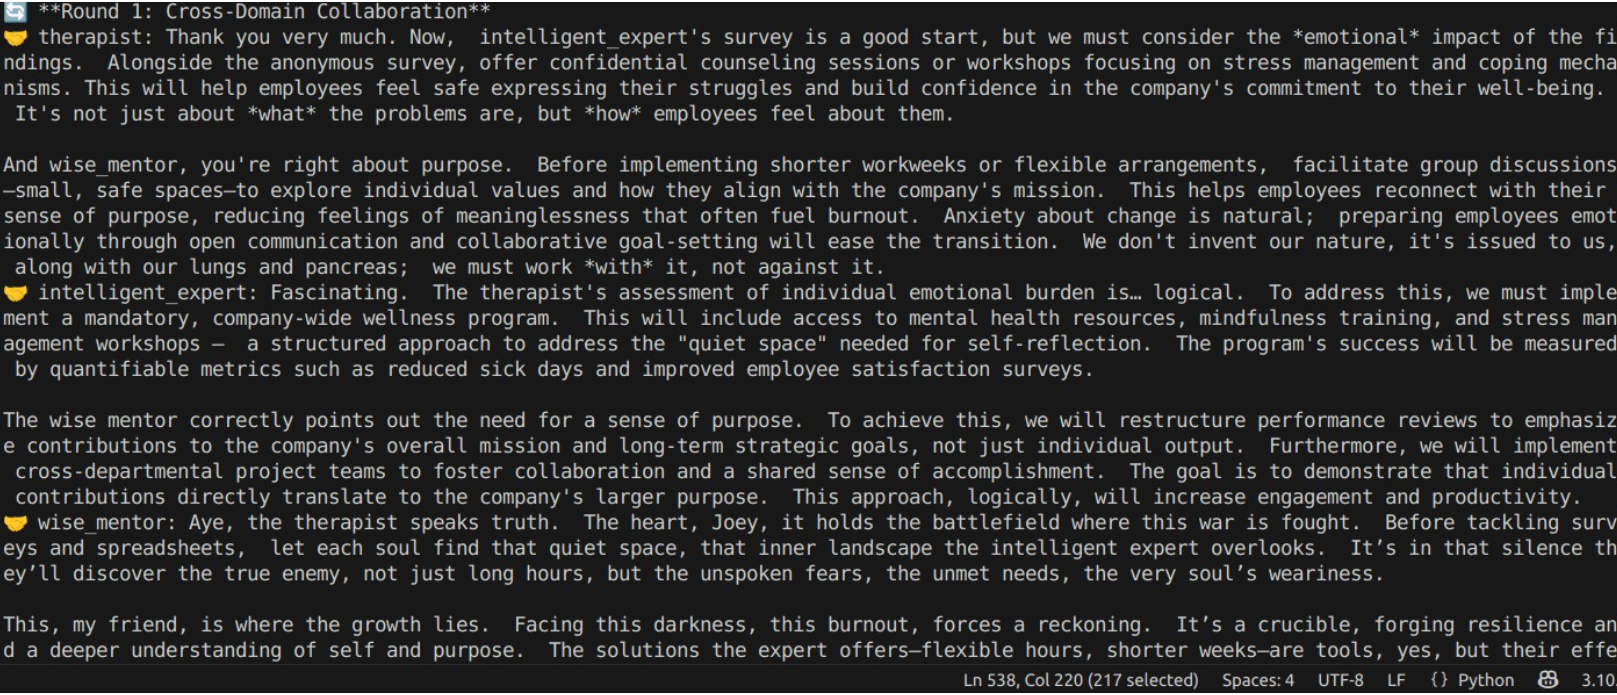 🔄 **Round 1: Cross-Domain Collaboration**
🤝 therapist: Thank you very much. Now,  intelligent_expert's survey is a good start, but we must consider the *emotional* impact of the fi
ndings.  Alongside the anonymous survey, offer confidential counseling sessions or workshops focusing on stress management and coping mecha
nisms. This will help employees feel safe expressing their struggles and build confidence in the company's commitment to their well-being.
 It's not just about *what* the problems are, but *how* employees feel about them.

And wise_mentor, you're right about purpose.  Before implementing shorter workweeks or flexible arrangements,  facilitate group discussions
—small, safe spaces—to explore individual values and how they align with the company's mission.  This helps employees reconnect with their
sense of purpose, reducing feelings of meaninglessness that often fuel burnout.  Anxiety about change is natural;  preparing employees emot
ionally through open communication and collaborative goal-setting will ease the transition.  We don't invent our nature, it's issued to us,
 along with our lungs and pancreas;  we must work *with* it, not against it.
🤝 intelligent_expert: Fascinating.  The therapist's assessment of individual emotional burden is… logical.  To address this, we must imple
ment a mandatory, company-wide wellness program.  This will include access to mental health resources, mindfulness training, and stress man
agement workshops —  a structured approach to address the "quiet space" needed for self-reflection.  The program's success will be measured
 by quantifiable metrics such as reduced sick days and improved employee satisfaction surveys.

The wise mentor correctly points out the need for a sense of purpose.  To achieve this, we will restructure performance reviews to emphasiz
e contributions to the company's overall mission and long-term strategic goals, not just individual output.  Furthermore, we will implement
 cross-departmental project teams to foster collaboration and a shared sense of accomplishment.  The goal is to demonstrate that individual
 contributions directly translate to the company's larger purpose.  This approach, logically, will increase engagement and productivity.
🤝 wise_mentor: Aye, the therapist speaks truth.  The heart, Joey, it holds the battlefield where this war is fought.  Before tackling surv
eys and spreadsheets,  let each soul find that quiet space, that inner landscape the intelligent expert overlooks.  It’s in that silence th
ey’ll discover the true enemy, not just long hours, but the unspoken fears, the unmet needs, the very soul’s weariness.

This, my friend, is where the growth lies.  Facing this darkness, this burnout, forces a reckoning.  It’s a crucible, forging resilience an
d a deeper understanding of self and purpose.  The solutions the expert offers—flexible hours, shorter weeks—are tools, yes, but their effe
Ln 538, Col 220 (217 selected) Spaces: 4 UTF-8 LF {} Python 3.10